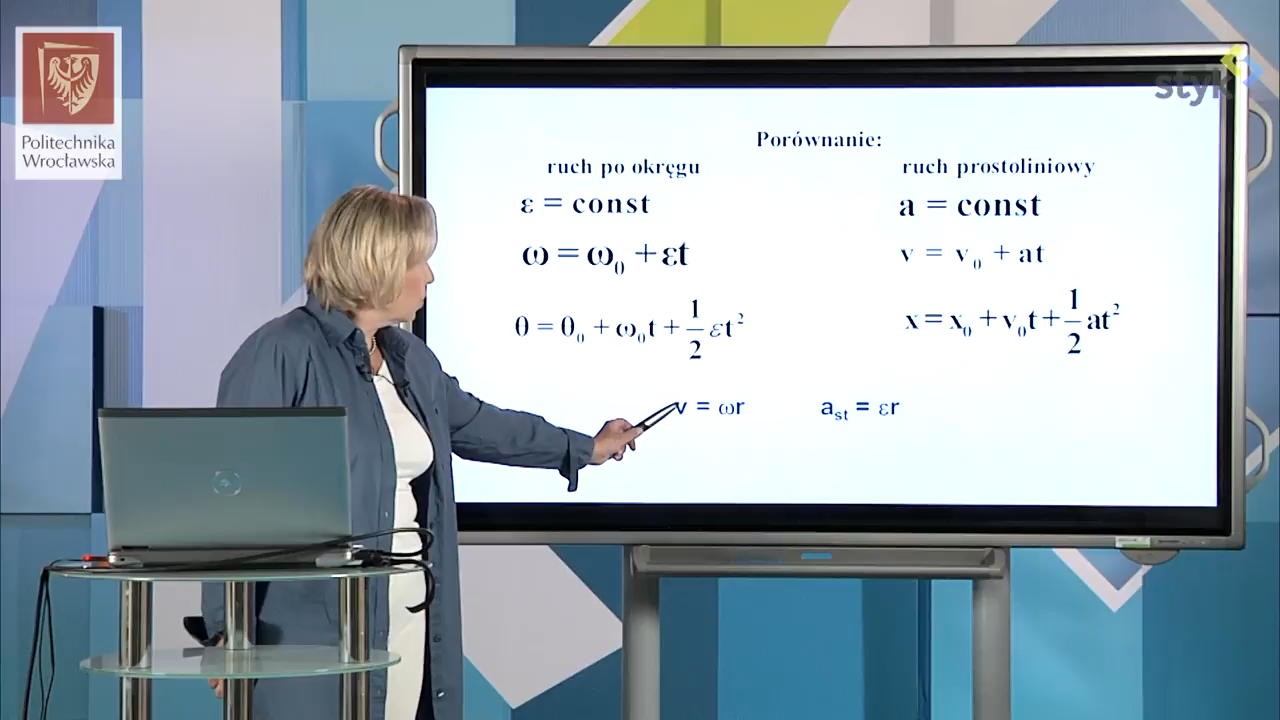 Politechnika
Wrocławska
styk
Porównanie:
ruch po okręgu
ruch prostoliniowy
ε = const
a = const
ω = ω₀ + εt
v = v₀ + at
θ = θ₀ + ω₀t + 1/2 εt²
x = x₀ + v₀t + 1/2 at²
v = ωr
a_st = εr